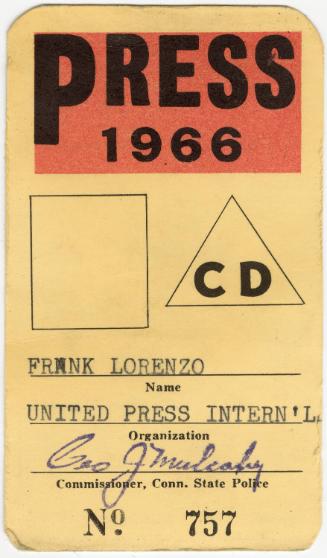 PRESS
1966
CD
FRANK LORENZO
Name
UNITED PRESS INTERN'L.
Organization
Geo J Mulcahy
Commissioner, Conn. State Police
Nº 757